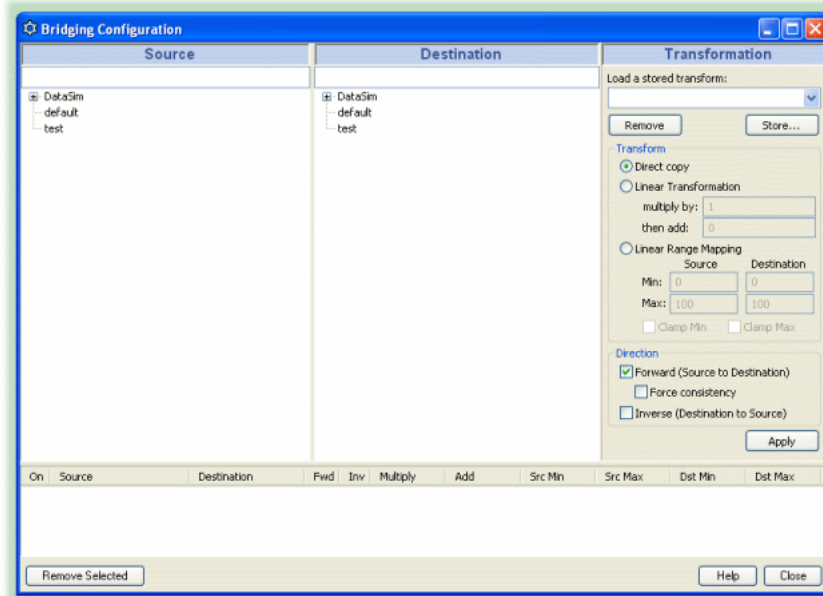 Bridging Configuration
Source Destination Transformation
Load a stored transform:
DataSim DataSim
default default
test test
Remove Store...
Transform
Direct copy
Linear Transformation
multiply by: 1
then add: 0
Linear Range Mapping
Source Destination
Min: 0 0
Max: 100 100
Clamp Min Clamp Max
Direction
Forward (Source to Destination)
Force consistency
Inverse (Destination to Source)
Apply
On Source Destination Fwd Inv Multiply Add Src Min Src Max Dst Min Dst Max
Remove Selected Help Close